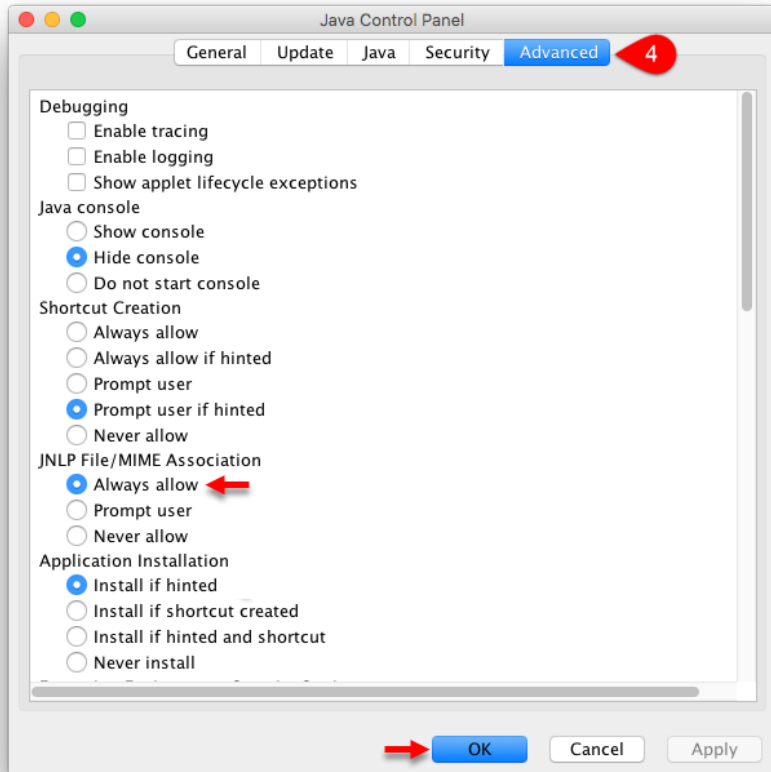 Java Control Panel
General Update Java Security Advanced 4
Debugging
Enable tracing
Enable logging
Show applet lifecycle exceptions
Java console
Show console
Hide console
Do not start console
Shortcut Creation
Always allow
Always allow if hinted
Prompt user
Prompt user if hinted
Never allow
JNLP File/MIME Association
Always allow
Prompt user
Never allow
Application Installation
Install if hinted
Install if shortcut created
Install if hinted and shortcut
Never install
OK Cancel Apply